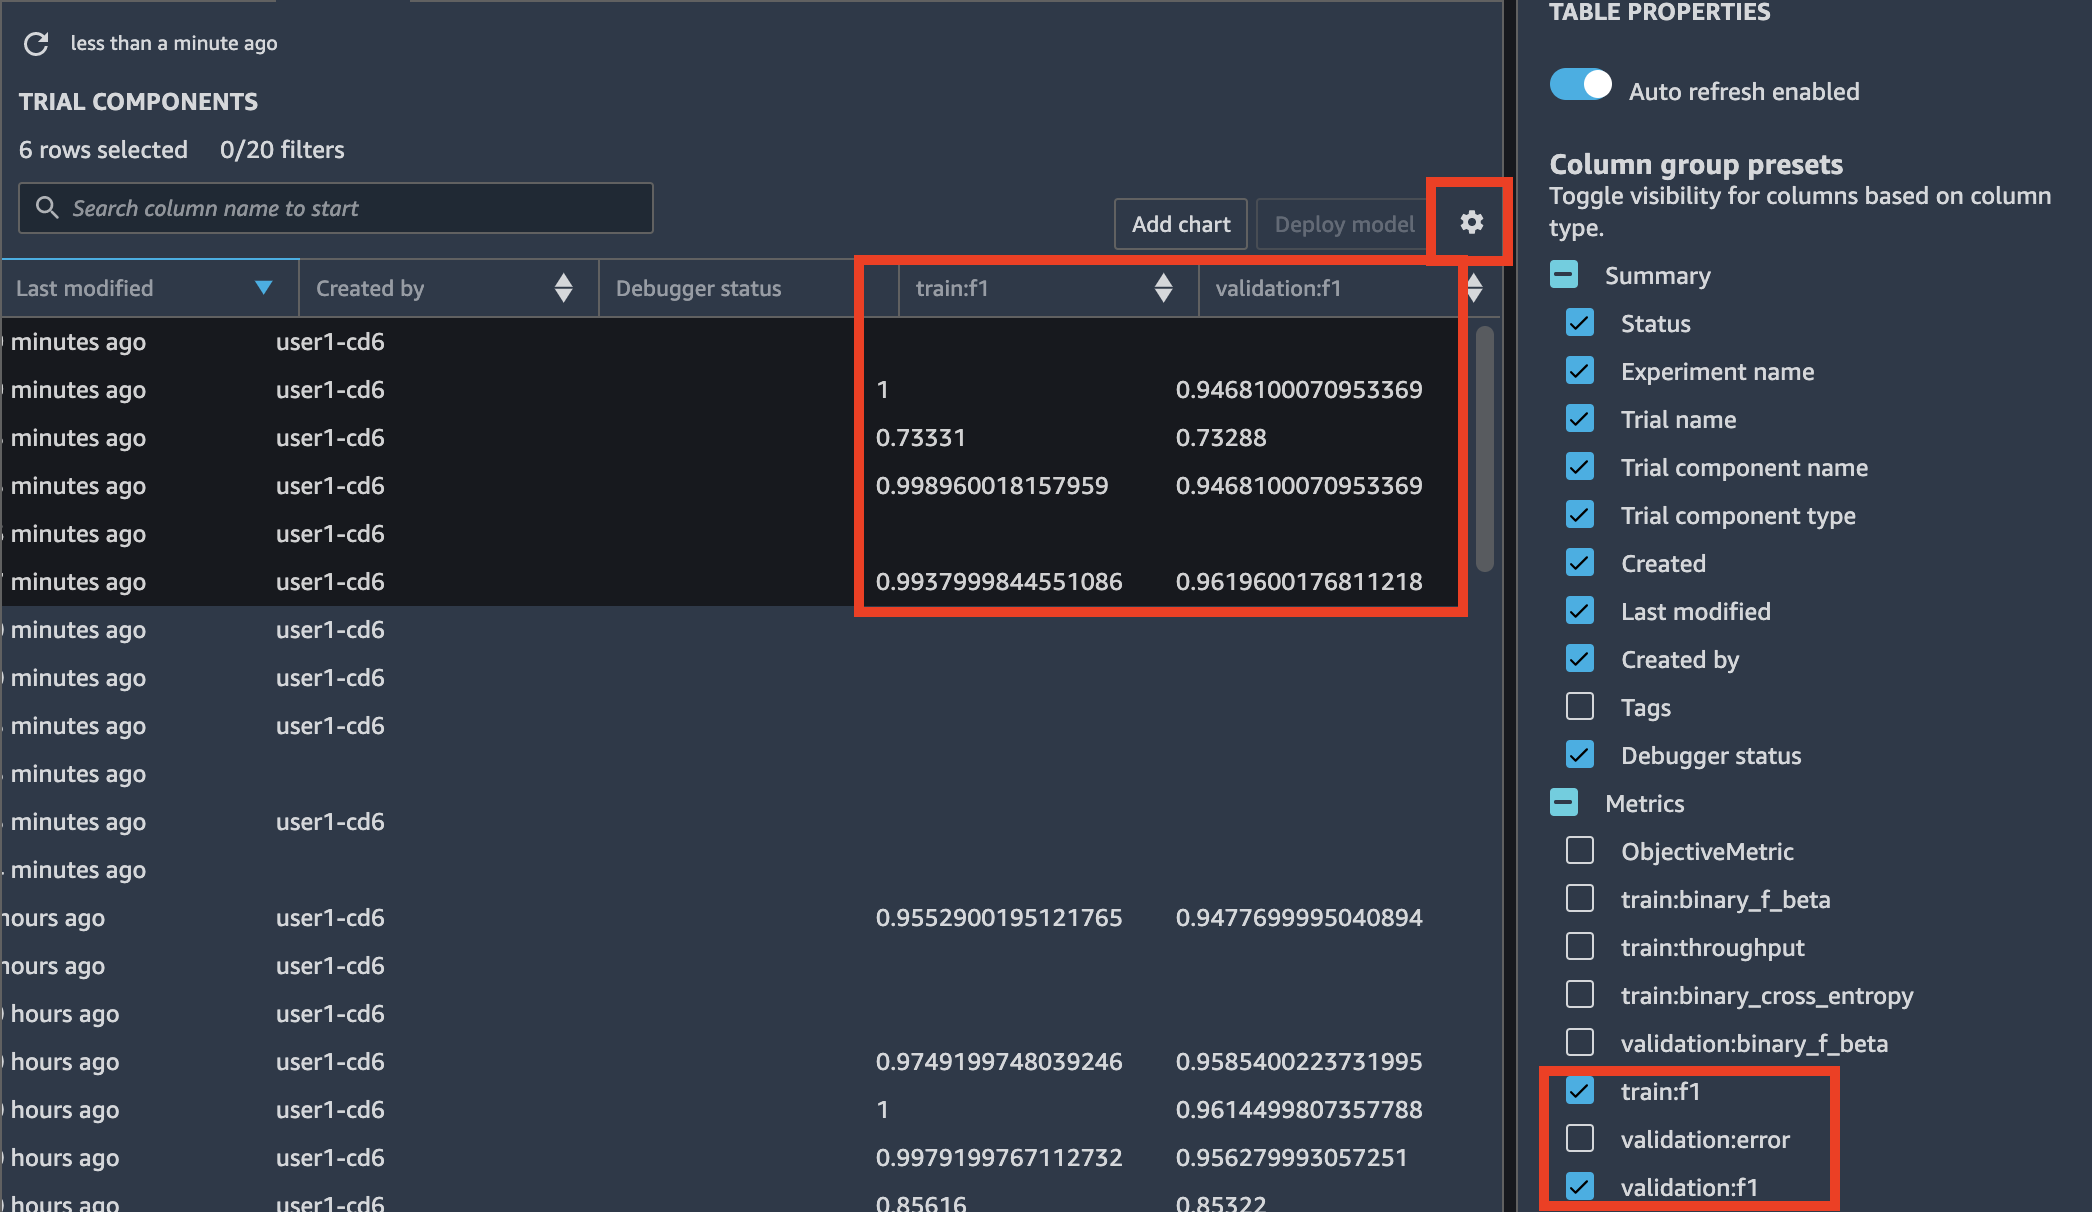 less than a minute ago
TRIAL COMPONENTS
6 rows selected 0/20 filters
Search column name to start
Add chart Deploy model
Last modified Created by Debugger status train:f1 validation:f1
minutes ago user1-cd6
minutes ago user1-cd6 1 0.9468100070953369
minutes ago user1-cd6 0.73331 0.73288
minutes ago user1-cd6 0.998960018157959 0.9468100070953369
minutes ago user1-cd6
minutes ago user1-cd6 0.9937999844551086 0.9619600176811218
minutes ago user1-cd6
minutes ago user1-cd6
minutes ago user1-cd6
minutes ago
minutes ago user1-cd6
minutes ago
hours ago user1-cd6 0.9552900195121765 0.9477699995040894
hours ago user1-cd6
hours ago user1-cd6
hours ago user1-cd6 0.9749199748039246 0.9585400223731995
hours ago user1-cd6 1 0.9614499807357788
hours ago user1-cd6 0.9979199767112732 0.956279993057251
hours ago user1-cd6 0.85616 0.85322
TABLE PROPERTIES
Auto refresh enabled
Column group presets
Toggle visibility for columns based on column
type.
Summary
Status
Experiment name
Trial name
Trial component name
Trial component type
Created
Last modified
Created by
Tags
Debugger status
Metrics
ObjectiveMetric
train:binary_f_beta
train:throughput
train:binary_cross_entropy
validation:binary_f_beta
train:f1
validation:error
validation:f1